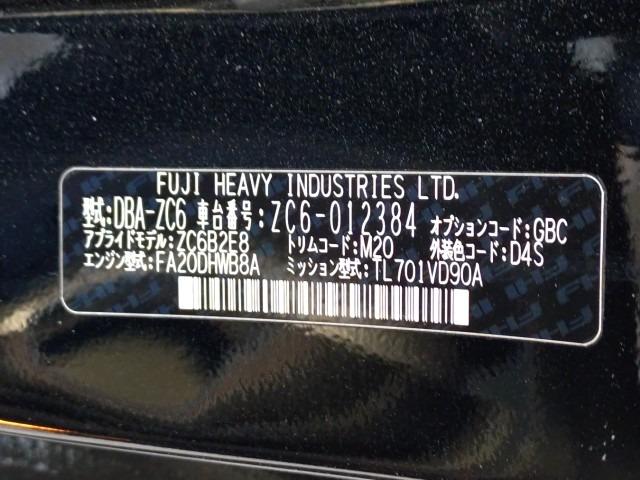 FUJI HEAVY INDUSTRIES LTD.
型式:DBA-ZC6 車台番号:ZC6-012384 オプションコード:GBC
アプライドモデル:ZC6B2E8 トリムコード:M20 外装色コード:D4S
エンジン型式:FA20DHWB8A ミッション型式:TL701VD90A